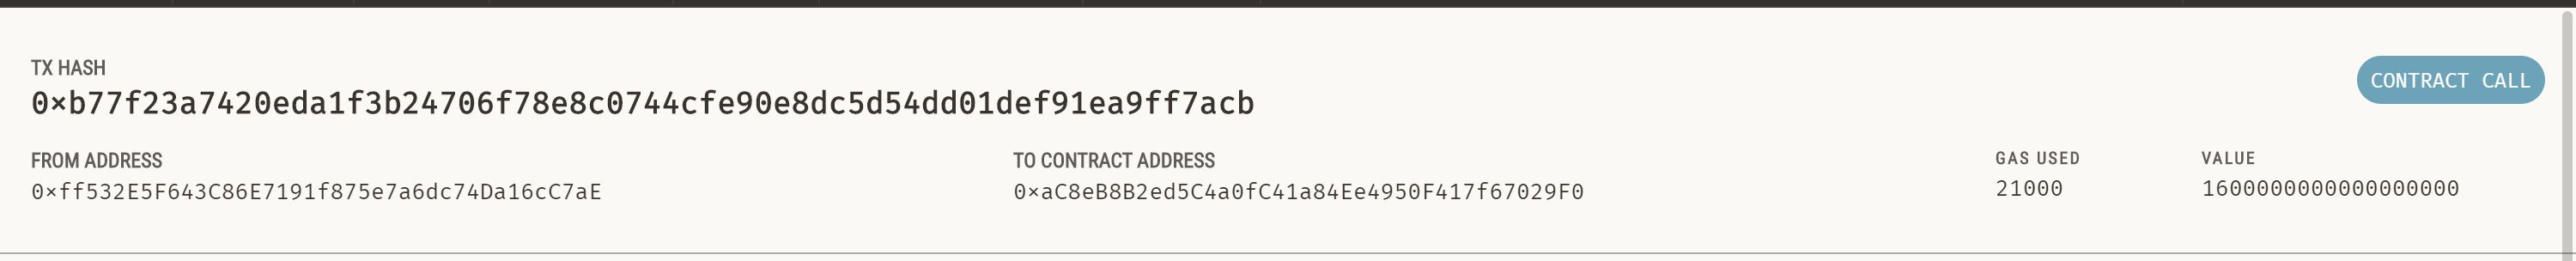 TX HASH
0×b77f23a7420eda1f3b24706f78e8c0744cfe90e8dc5d54dd01def91ea9ff7acb
CONTRACT CALL
FROM ADDRESS
0×ff532E5F643C86E7191f875e7a6dc74Da16cC7aE
TO CONTRACT ADDRESS
0×aC8eB8B2ed5C4a0fC41a84Ee4950F417f67029F0
GAS USED
21000
VALUE
1600000000000000000